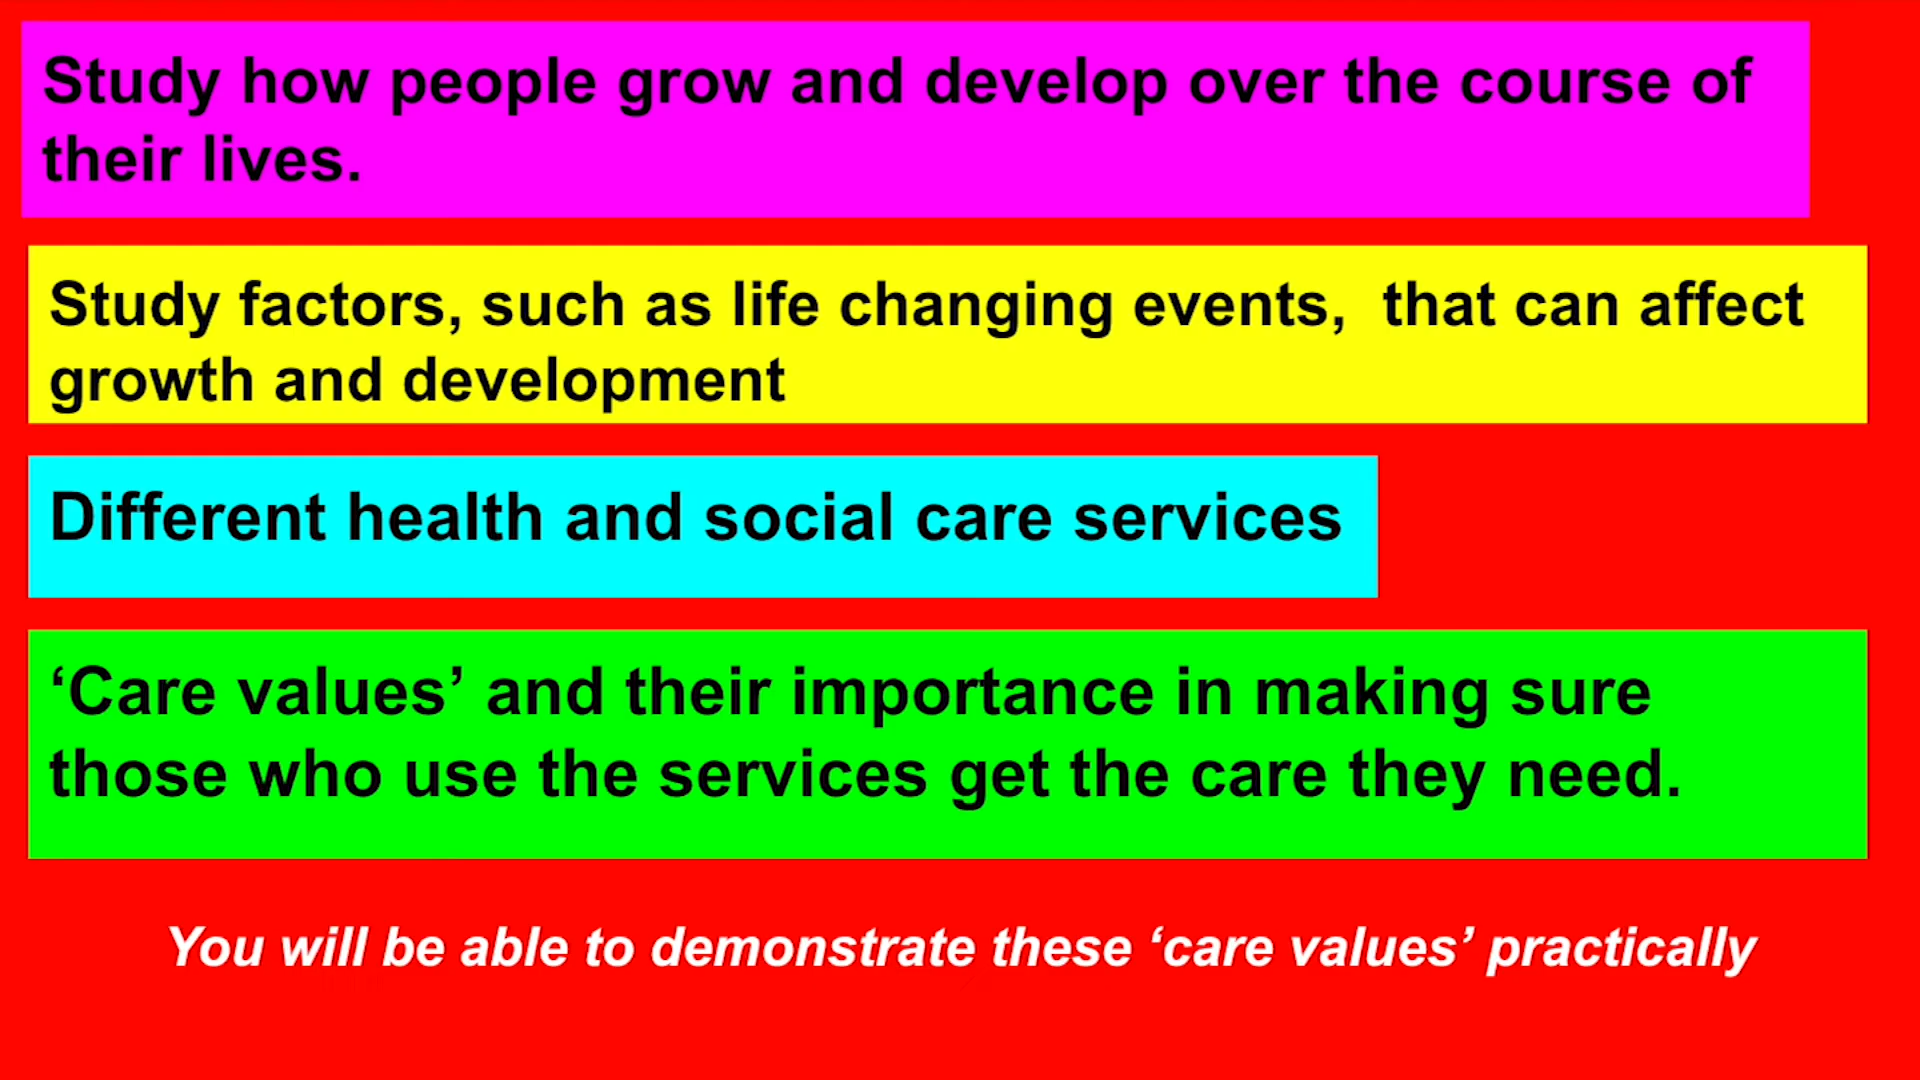 Study how people grow and develop over the course of
their lives.
Study factors, such as life changing events,  that can affect
growth and development
Different health and social care services
‘Care values’ and their importance in making sure
those who use the services get the care they need.
You will be able to demonstrate these ‘care values’ practically